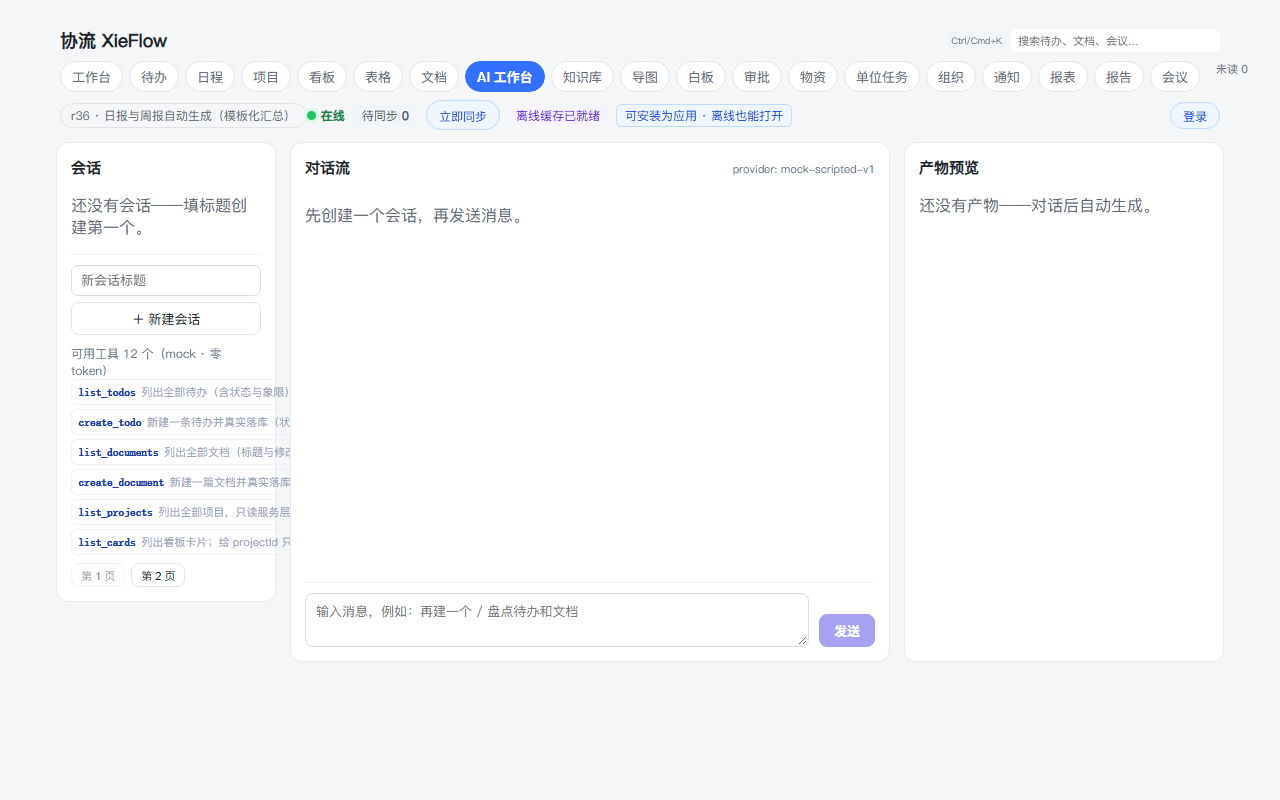 协流 XieFlow
Ctrl/Cmd+K
搜索待办、文档、会议…
工作台
待办
日程
项目
看板
表格
文档
AI 工作台
知识库
导图
白板
审批
物资
单位任务
组织
通知
报表
报告
会议
未读 0
r36 · 日报与周报自动生成（模板化汇总）
在线
待同步 0
立即同步
离线缓存已就绪
可安装为应用 · 离线也能打开
登录
会话
还没有会话——填标题创
建第一个。
新会话标题
＋ 新建会话
可用工具 12 个（mock · 零
token）
list_todos 列出全部待办（含状态与象限）
create_todo 新建一条待办并真实落库（状
list_documents 列出全部文档（标题与修改
create_document 新建一篇文档并真实落库
list_projects 列出全部项目，只读服务层
list_cards 列出看板卡片；给 projectId 只
第 1 页
第 2 页
对话流
provider: mock-scripted-v1
先创建一个会话，再发送消息。
输入消息，例如：再建一个 / 盘点待办和文档
发送
产物预览
还没有产物——对话后自动生成。